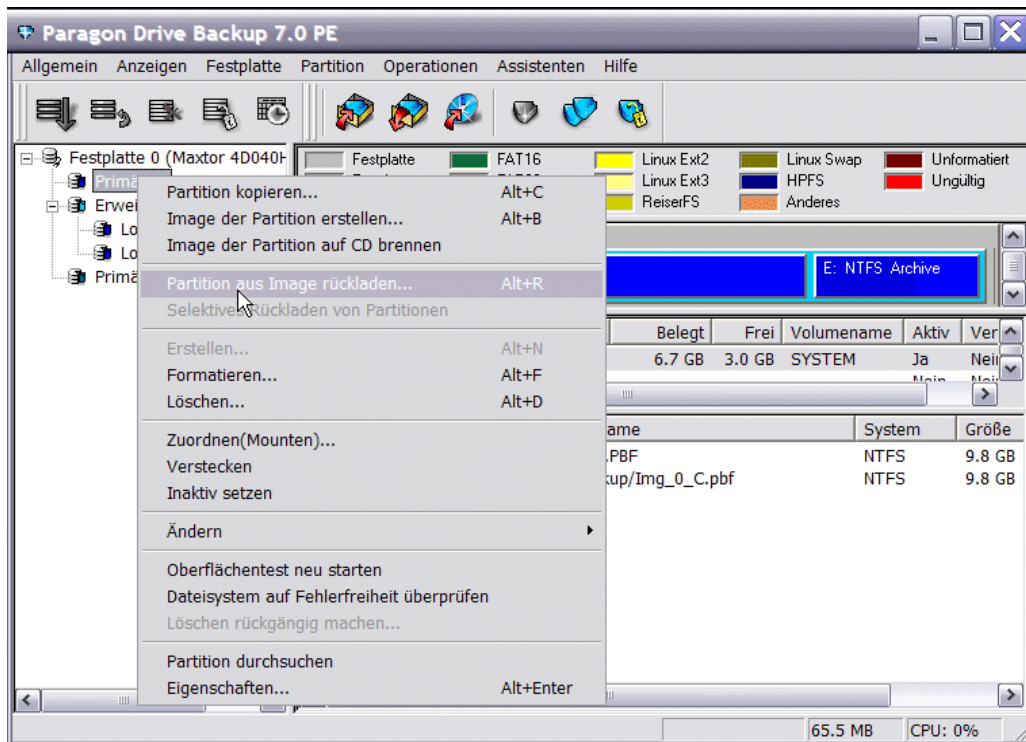 Paragon Drive Backup 7.0 PE
Allgemein Anzeigen Festplatte Partition Operationen Assistenten Hilfe
Festplatte 0 (Maxtor 4D040H
Festplatte FAT16 Linux Ext2 Linux Swap Unformatiert
Linux Ext3 HPFS Ungültig
ReiserFS Anderes
Partition kopieren... Alt+C
Image der Partition erstellen... Alt+B
Image der Partition auf CD brennen
Partition aus Image rückladen... Alt+R
Selektives Rückladen von Partitionen
Erstellen... Alt+N
Formatieren... Alt+F
Löschen... Alt+D
Zuordnen(Mounten)...
Verstecken
Inaktiv setzen
Ändern
Oberflächentest neu starten
Dateisystem auf Fehlerfreiheit überprüfen
Löschen rückgängig machen...
Partition durchsuchen
Eigenschaften... Alt+Enter
E: NTFS Archive
Belegt Frei Volumename Aktiv Ver
6.7 GB 3.0 GB SYSTEM Ja Nein
ame System Größe
.PBF NTFS 9.8 GB
kup/Img_0_C.pbf NTFS 9.8 GB
65.5 MB CPU: 0%